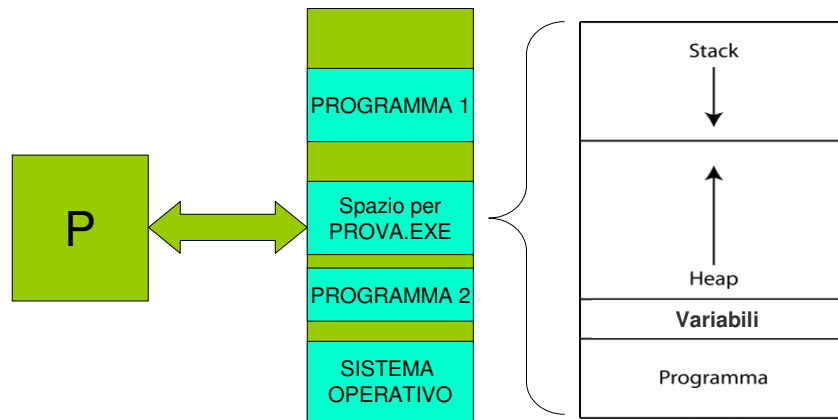 P
PROGRAMMA 1
Spazio per
PROVA.EXE
PROGRAMMA 2
SISTEMA
OPERATIVO
Stack
Heap
Variabili
Programma